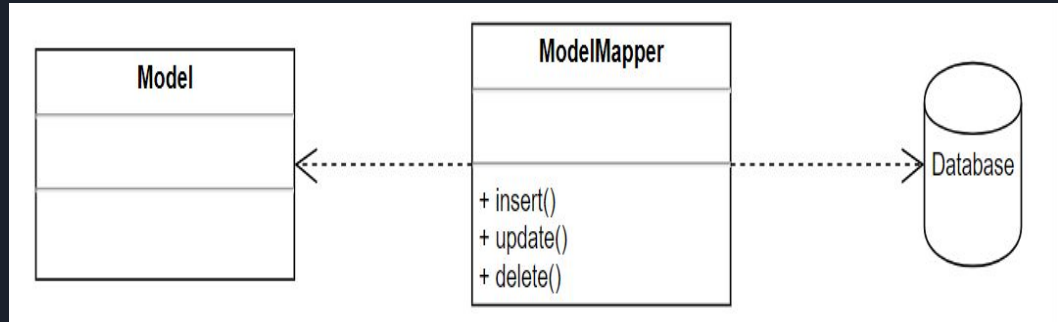 Model
ModelMapper
+ insert()
+ update()
+ delete()
Database